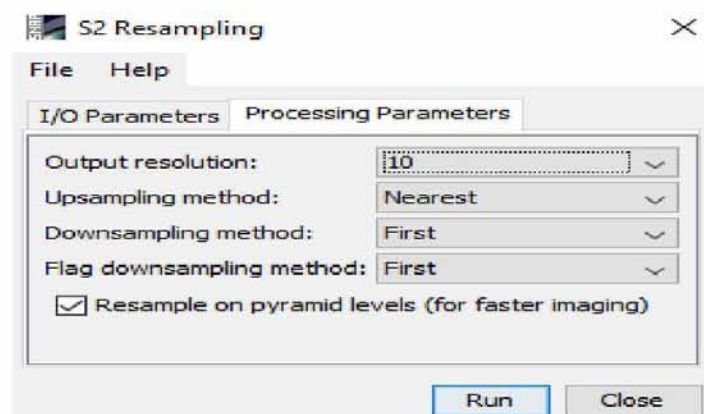 S2 Resampling
File Help
I/O Parameters Processing Parameters
Output resolution: 10
Upsampling method: Nearest
Downsampling method: First
Flag downsampling method: First
Resample on pyramid levels (for faster imaging)
Run Close